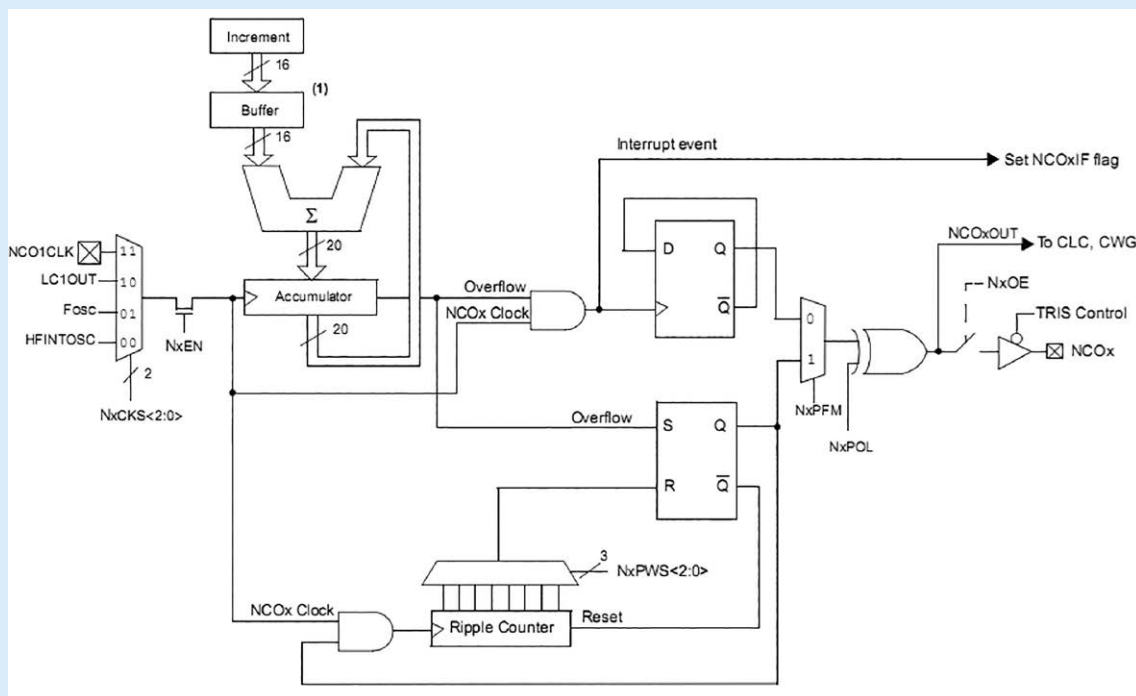 Increment
16
(1)
Buffer
16
Σ
20
Interrupt event
Set NCOxIF flag
NCO1CLK
11
LC1OUT
10
Fosc
01
HFINTOSC
00
2
NxCKS<2:0>
NxEN
Accumulator
20
Overflow
NCOx Clock
D
Q
Q̅
NCOxOUT
To CLC, CWG
NxOE
TRIS Control
NCOx
0
1
NxPFM
NxPOL
Overflow
S
Q
R
Q̅
3
NxPWS<2:0>
NCOx Clock
Ripple Counter
Reset